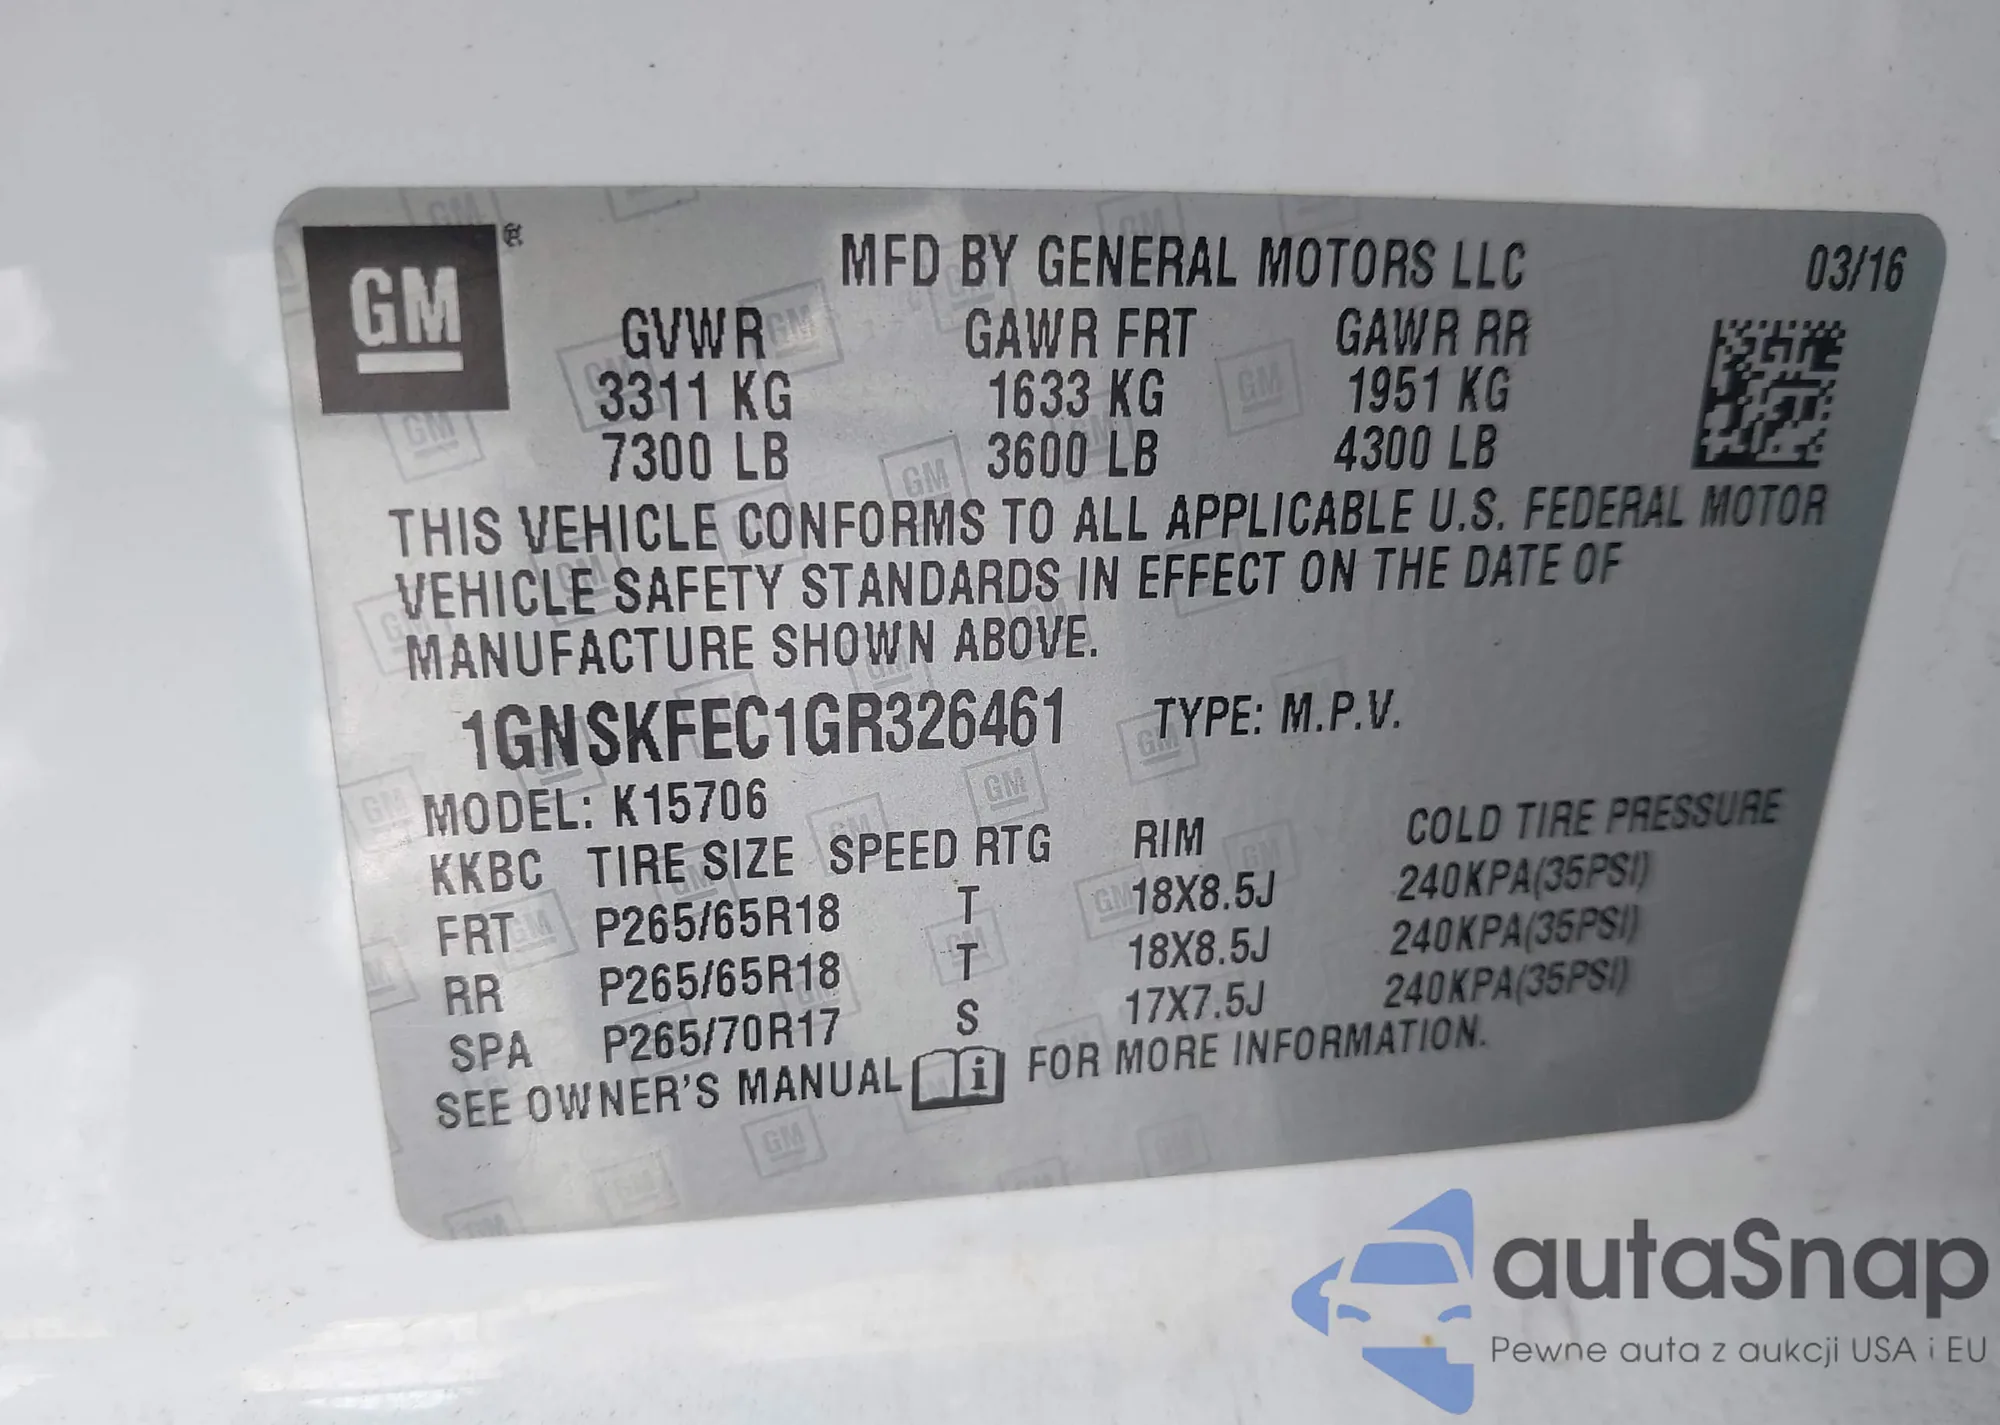 GM
MFD BY GENERAL MOTORS LLC 03/16
GVWR GAWR FRT GAWR RR
3311 KG 1633 KG 1951 KG
7300 LB 3600 LB 4300 LB
THIS VEHICLE CONFORMS TO ALL APPLICABLE U.S. FEDERAL MOTOR
VEHICLE SAFETY STANDARDS IN EFFECT ON THE DATE OF
MANUFACTURE SHOWN ABOVE.
1GNSKFEC1GR326461 TYPE: M.P.V.
MODEL: K15706
KKBC TIRE SIZE SPEED RTG RIM COLD TIRE PRESSURE
FRT P265/65R18 T 18X8.5J 240KPA(35PSI)
RR P265/65R18 T 18X8.5J 240KPA(35PSI)
SPA P265/70R17 S 17X7.5J 240KPA(35PSI)
SEE OWNER'S MANUAL i FOR MORE INFORMATION.
autaSnap
Pewne auta z aukcji USA i EU